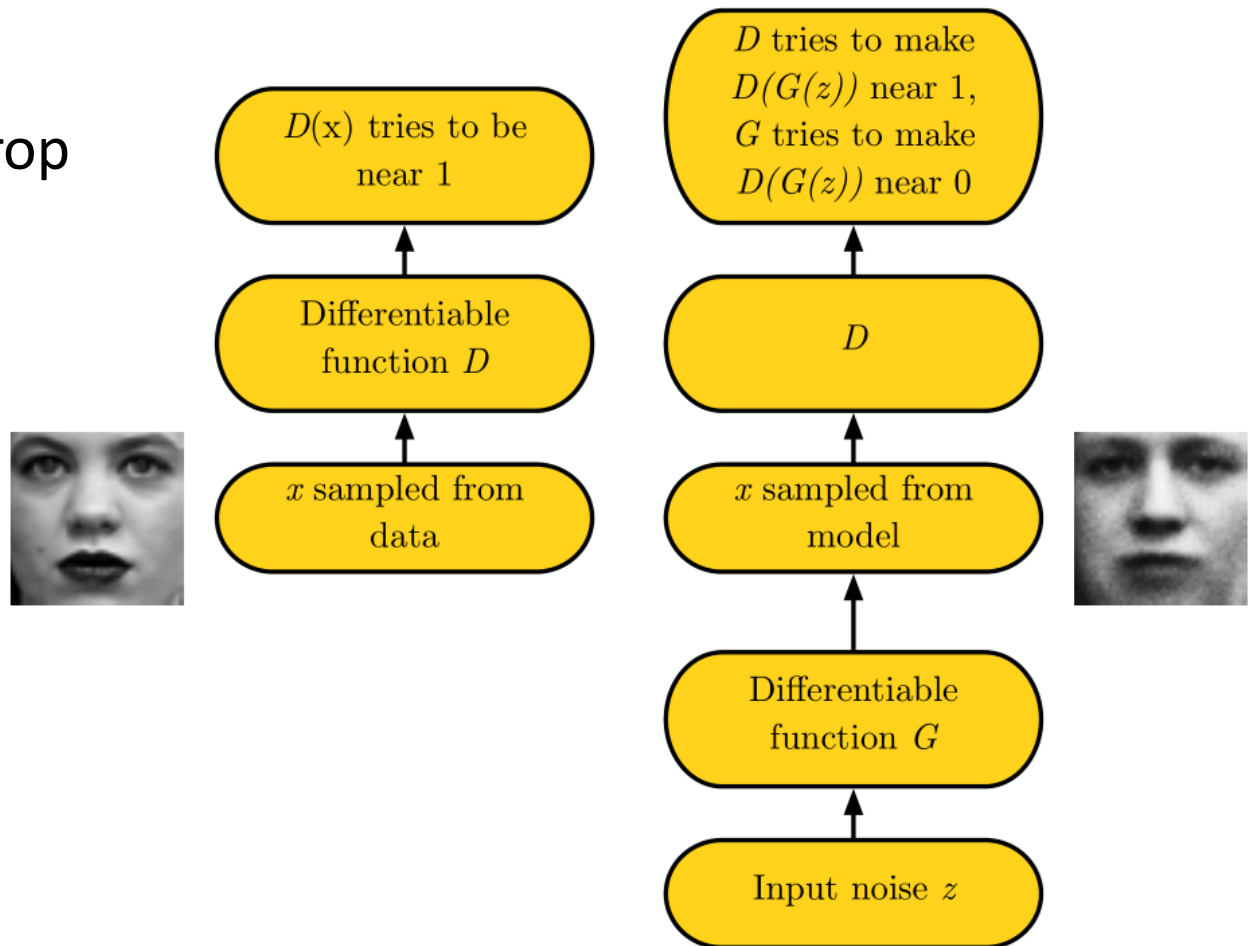 rop
D(x) tries to be
near 1
Differentiable
function D
x sampled from
data
D tries to make
D(G(z)) near 1,
G tries to make
D(G(z)) near 0
D
x sampled from
model
Differentiable
function G
Input noise z